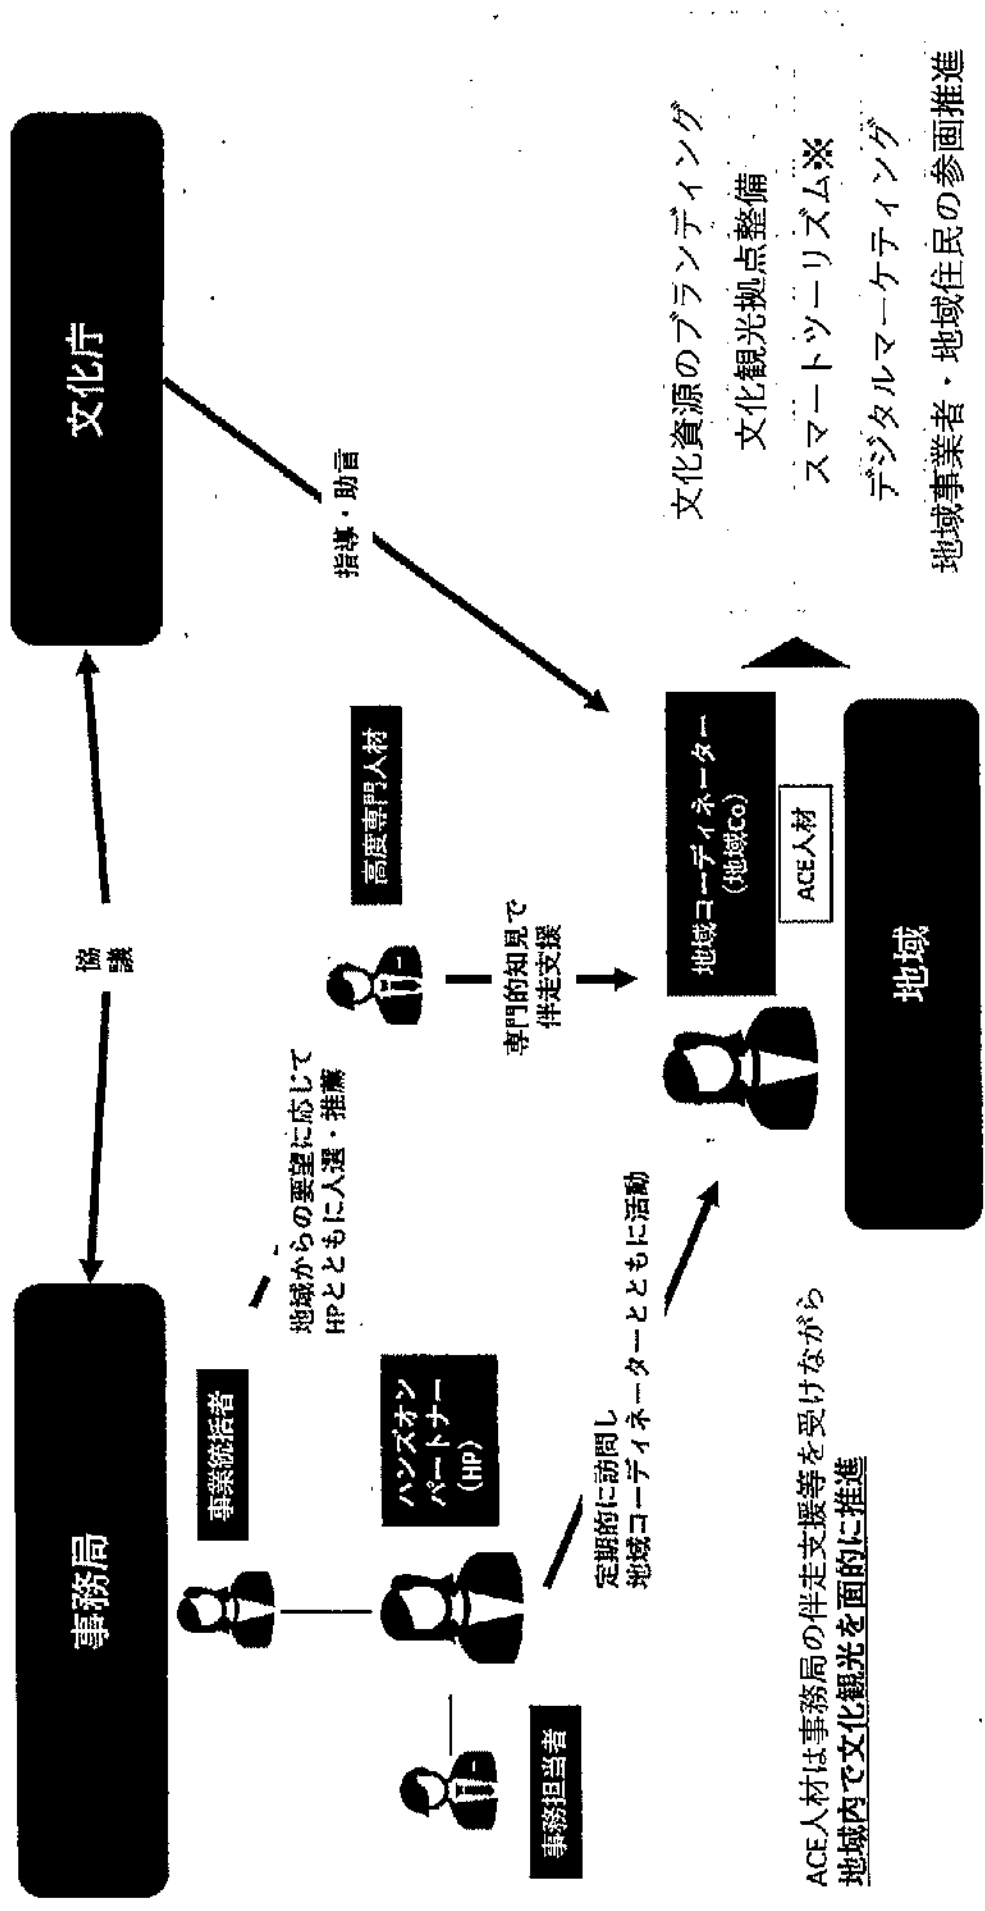 事務局
協
議
文化庁
事業統括者
地域からの要望に応じて
HPとともに人選・推薦
指導・助言
ハンズオン
パートナー
(HP)
高度専門人材
事務担当者
専門的知見で
伴走支援
定期的に訪問し
地域コーディネーターとともに活動
地域コーディネーター
(地域Co)
ACE人材
地域
文化資源のブランディング
文化観光拠点整備
スマートツーリズム※
デジタルマーケティング
地域事業者・地域住民の参画推進
ACE人材は事務局の伴走支援等を受けながら
地域内で文化観光を面的に推進